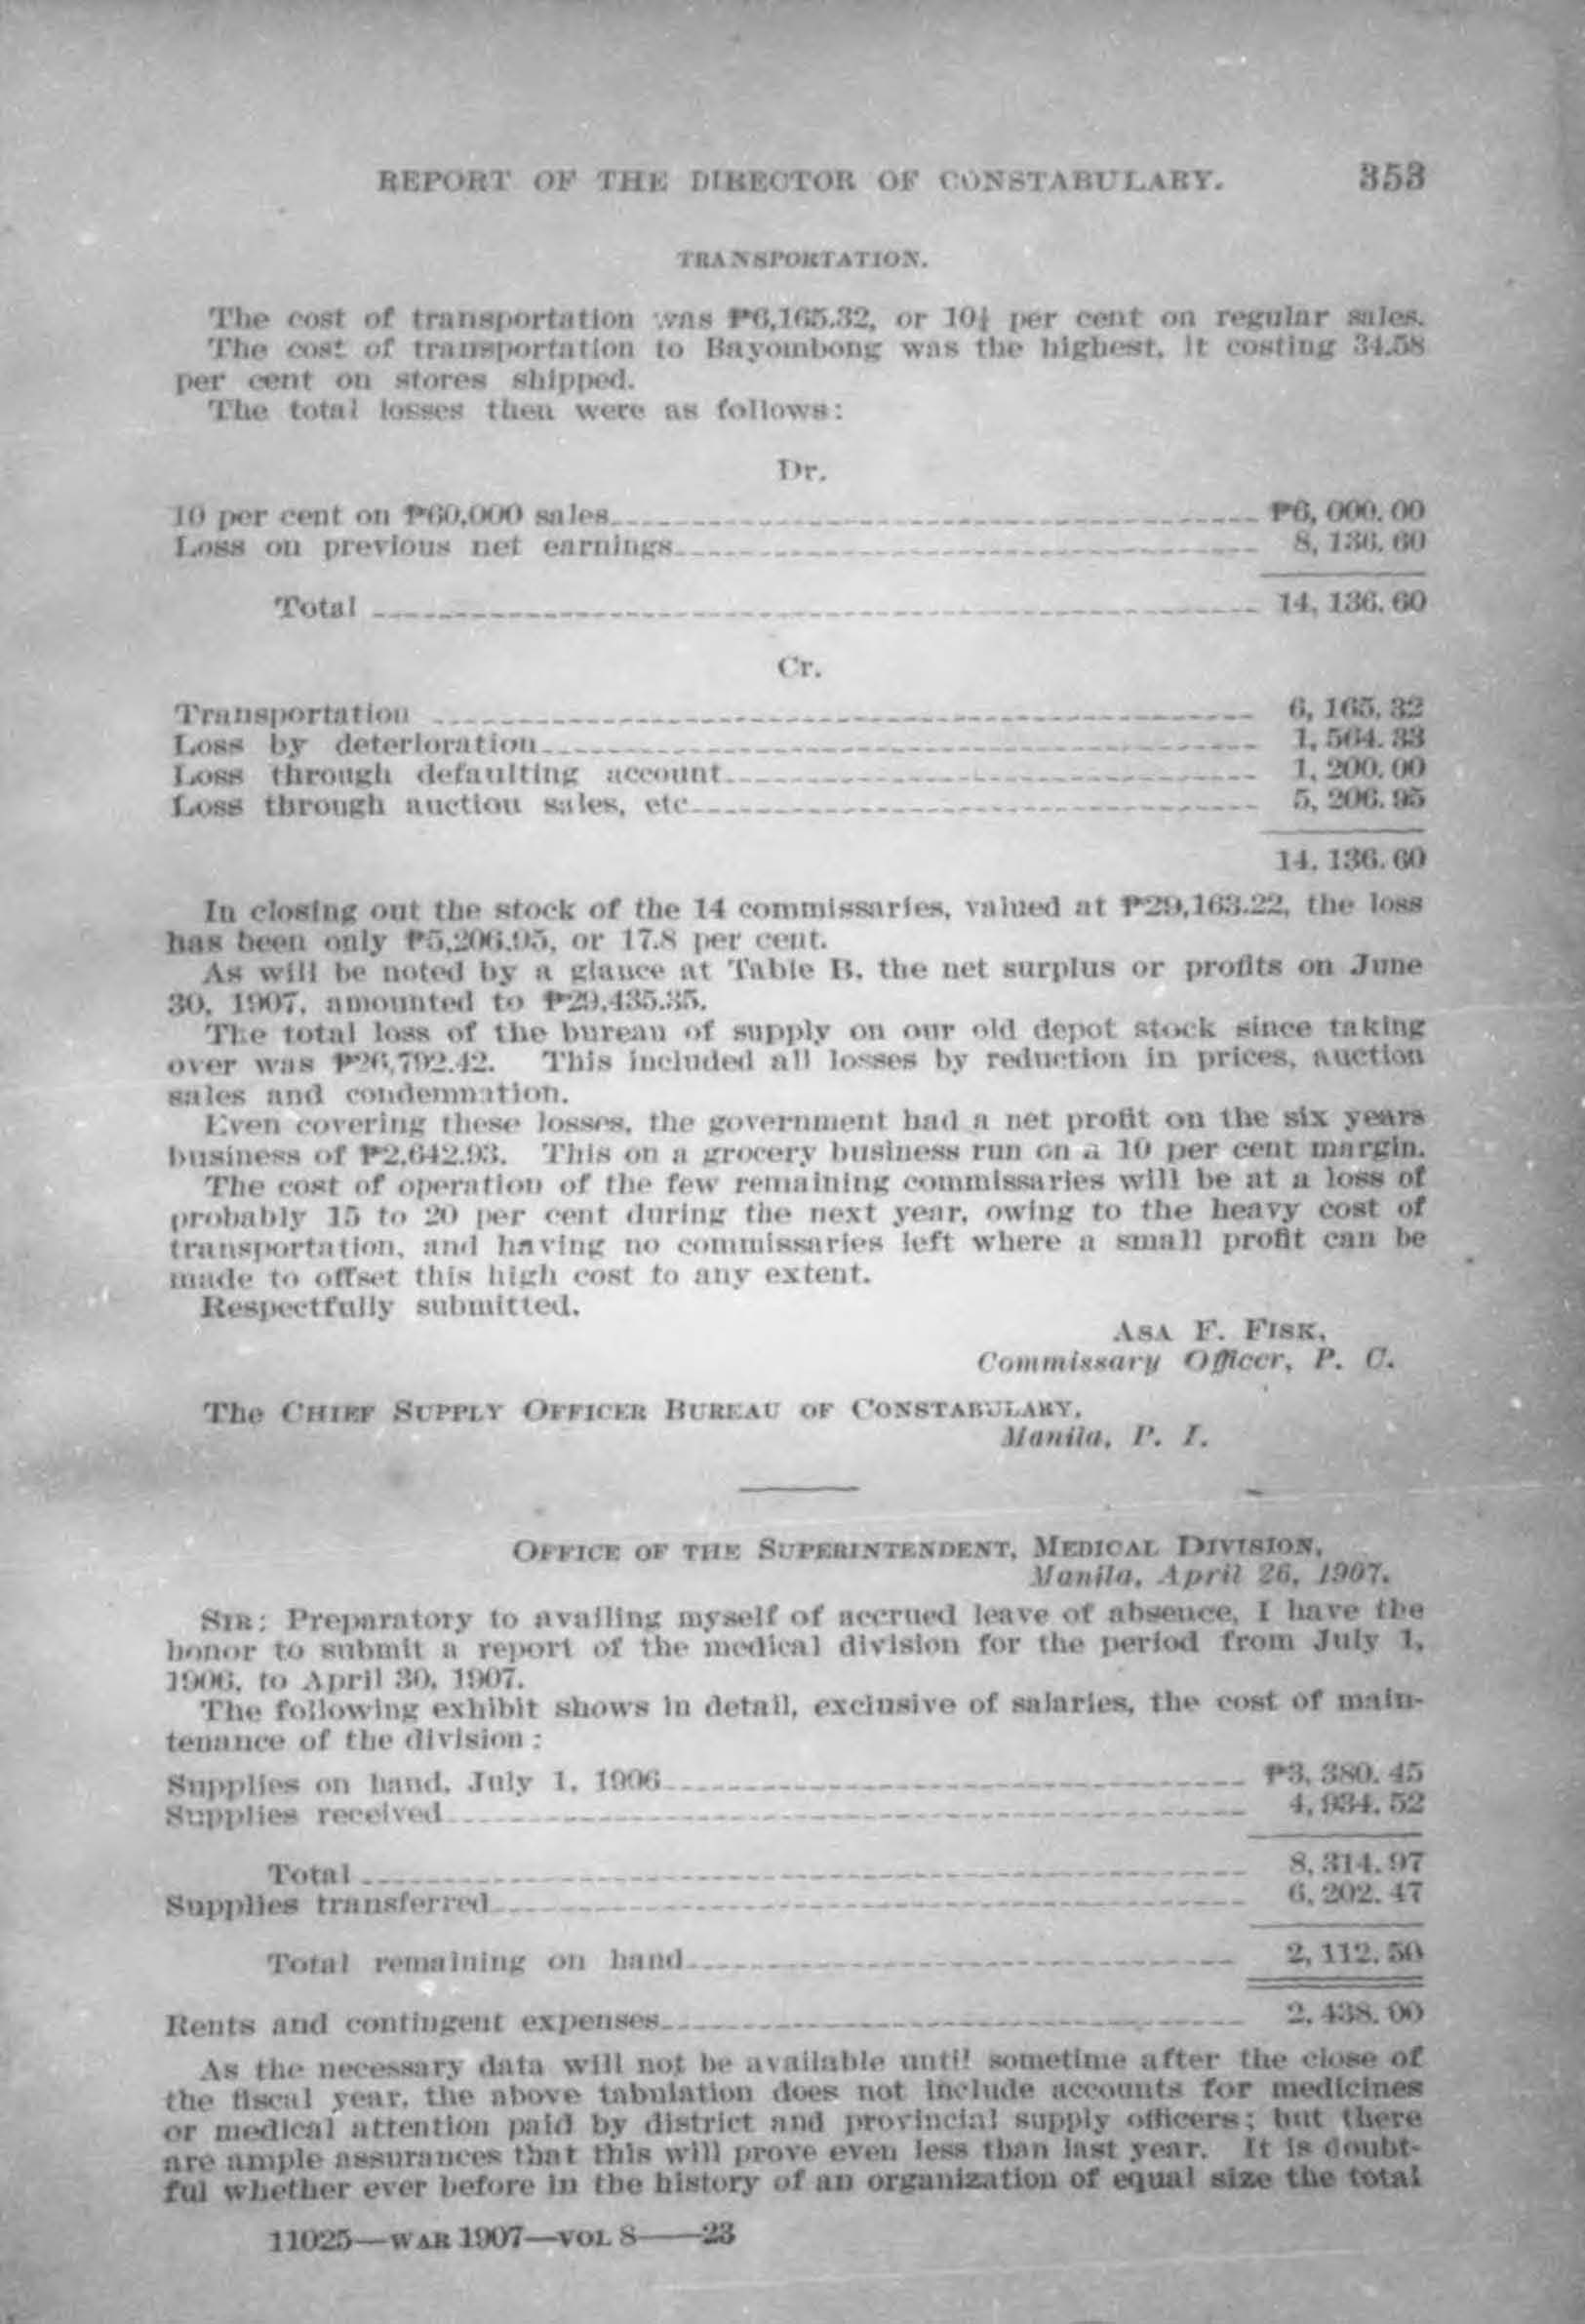 REPORT OF THE DIRECTOR OF CONSTABULARY. 353
TRANSPORTATION.
The cost of transportation was ₱6,165.32, or 10¼ per cent on regular sales.
The cost of transportation to Bayombong was the highest, it costing 34.58
per cent on stores shipped.
The total losses then were as follows:
Dr.
10 per cent on ₱60,000 sales ₱6,000.00
Loss on previous net earnings 8,136.60
Total 14,136.60
Cr.
Transportation 6,165.32
Loss by deterioration 1,564.33
Loss through defaulting account 1,200.00
Loss through auction sales, etc 5,206.95
14,136.60
In closing out the stock of the 14 commissaries, valued at ₱29,163.22, the loss
has been only ₱5,206.95, or 17.8 per cent.
As will be noted by a glance at Table B, the net surplus or profits on June
30, 1907, amounted to ₱29,435.35.
The total loss of the bureau of supply on our old depot stock since taking
over was ₱26,792.42. This included all losses by reduction in prices, auction
sales and condemnation.
Even covering these losses, the government had a net profit on the six years
business of ₱2,642.93. This on a grocery business run on a 10 per cent margin.
The cost of operation of the few remaining commissaries will be at a loss of
probably 15 to 20 per cent during the next year, owing to the heavy cost of
transportation, and having no commissaries left where a small profit can be
made to offset this high cost to any extent.
Respectfully submitted.
ASA F. FISK,
Commissary Officer, P. C.
The CHIEF SUPPLY OFFICER BUREAU OF CONSTABULARY,
Manila, P. I.
OFFICE OF THE SUPERINTENDENT, MEDICAL DIVISION,
Manila, April 26, 1907.
SIR: Preparatory to availing myself of accrued leave of absence, I have the
honor to submit a report of the medical division for the period from July 1,
1906, to April 30, 1907.
The following exhibit shows in detail, exclusive of salaries, the cost of main-
tenance of the division:
Supplies on hand, July 1, 1906 ₱3,380.45
Supplies received 4,934.52
Total 8,314.97
Supplies transferred 6,202.47
Total remaining on hand 2,112.50
Rents and contingent expenses 2,438.00
As the necessary data will not be available until sometime after the close of
the fiscal year, the above tabulation does not include accounts for medicines
or medical attention paid by district and provincial supply officers; but there
are ample assurances that this will prove even less than last year. It is doubt-
ful whether ever before in the history of an organization of equal size the total
11025—WAR 1907—VOL 8——23